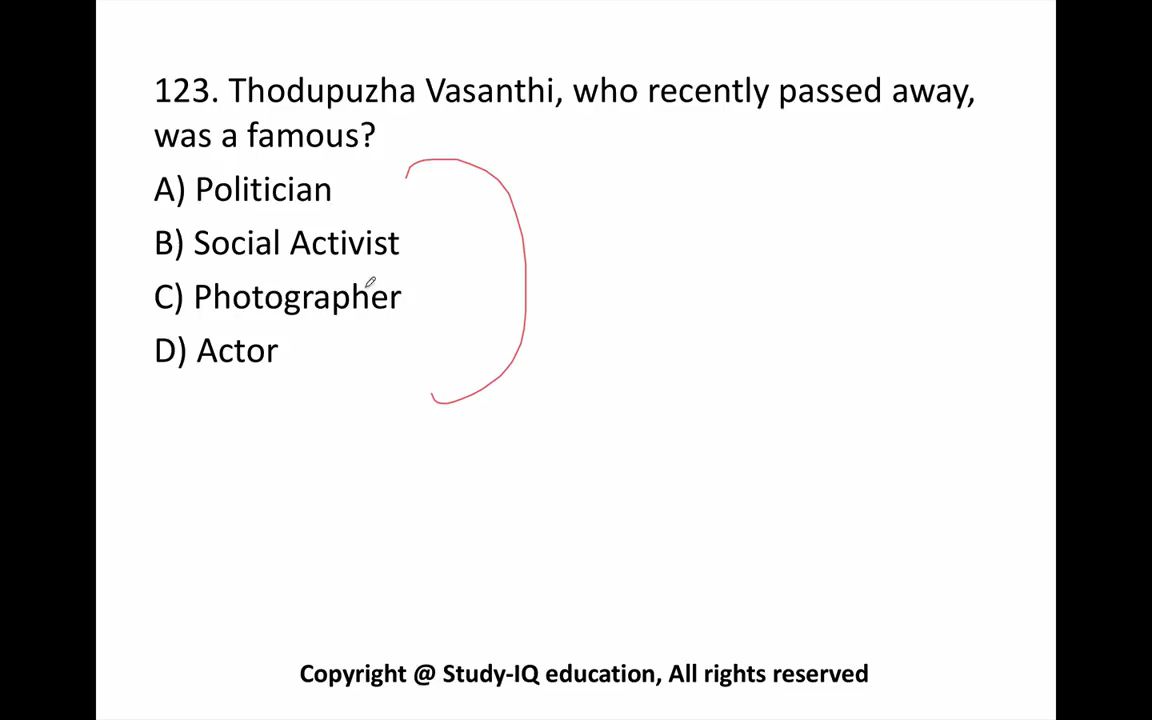 123. Thodupuzha Vasanthi, who recently passed away,
was a famous?
A) Politician
B) Social Activist
C) Photographer
D) Actor
Copyright @ Study-IQ education, All rights reserved